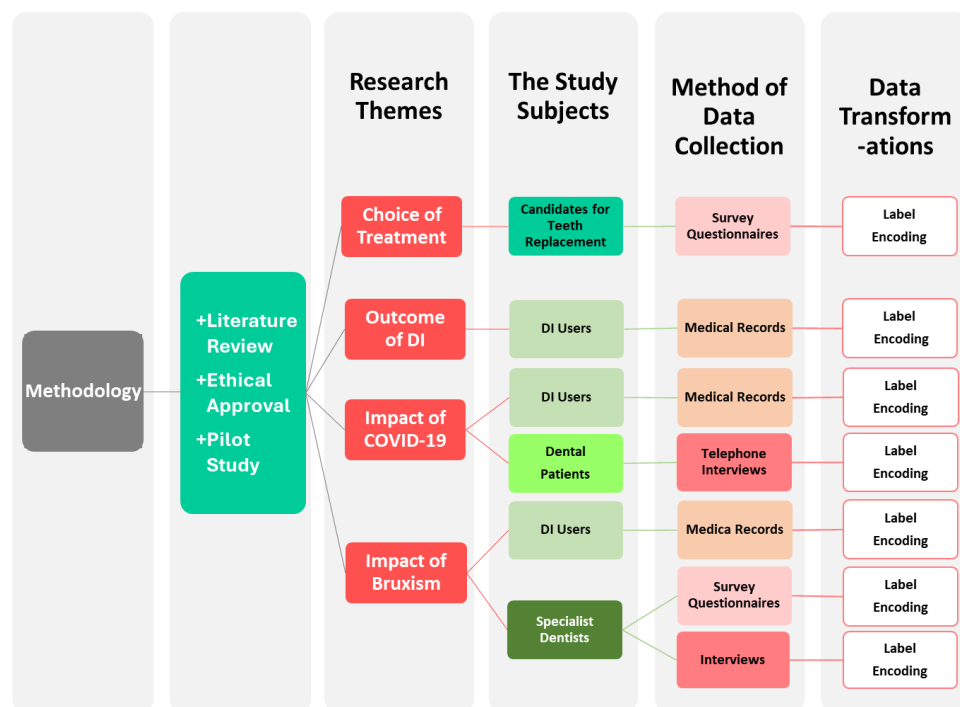 Research
Themes
The Study
Subjects
Method of
Data
Collection
Data
Transform
-ations
Methodology
+Literature
Review
+Ethical
Approval
+Pilot
Study
Choice of
Treatment
Candidates for
Teeth
Replacement
Survey
Questionnaires
Label
Encoding
Outcome
of DI
DI Users
Medical Records
Label
Encoding
Impact of
COVID-19
DI Users
Medical Records
Label
Encoding
Dental
Patients
Telephone
Interviews
Label
Encoding
Impact of
Bruxism
DI Users
Medica Records
Label
Encoding
Specialist
Dentists
Survey
Questionnaires
Label
Encoding
Interviews
Label
Encoding